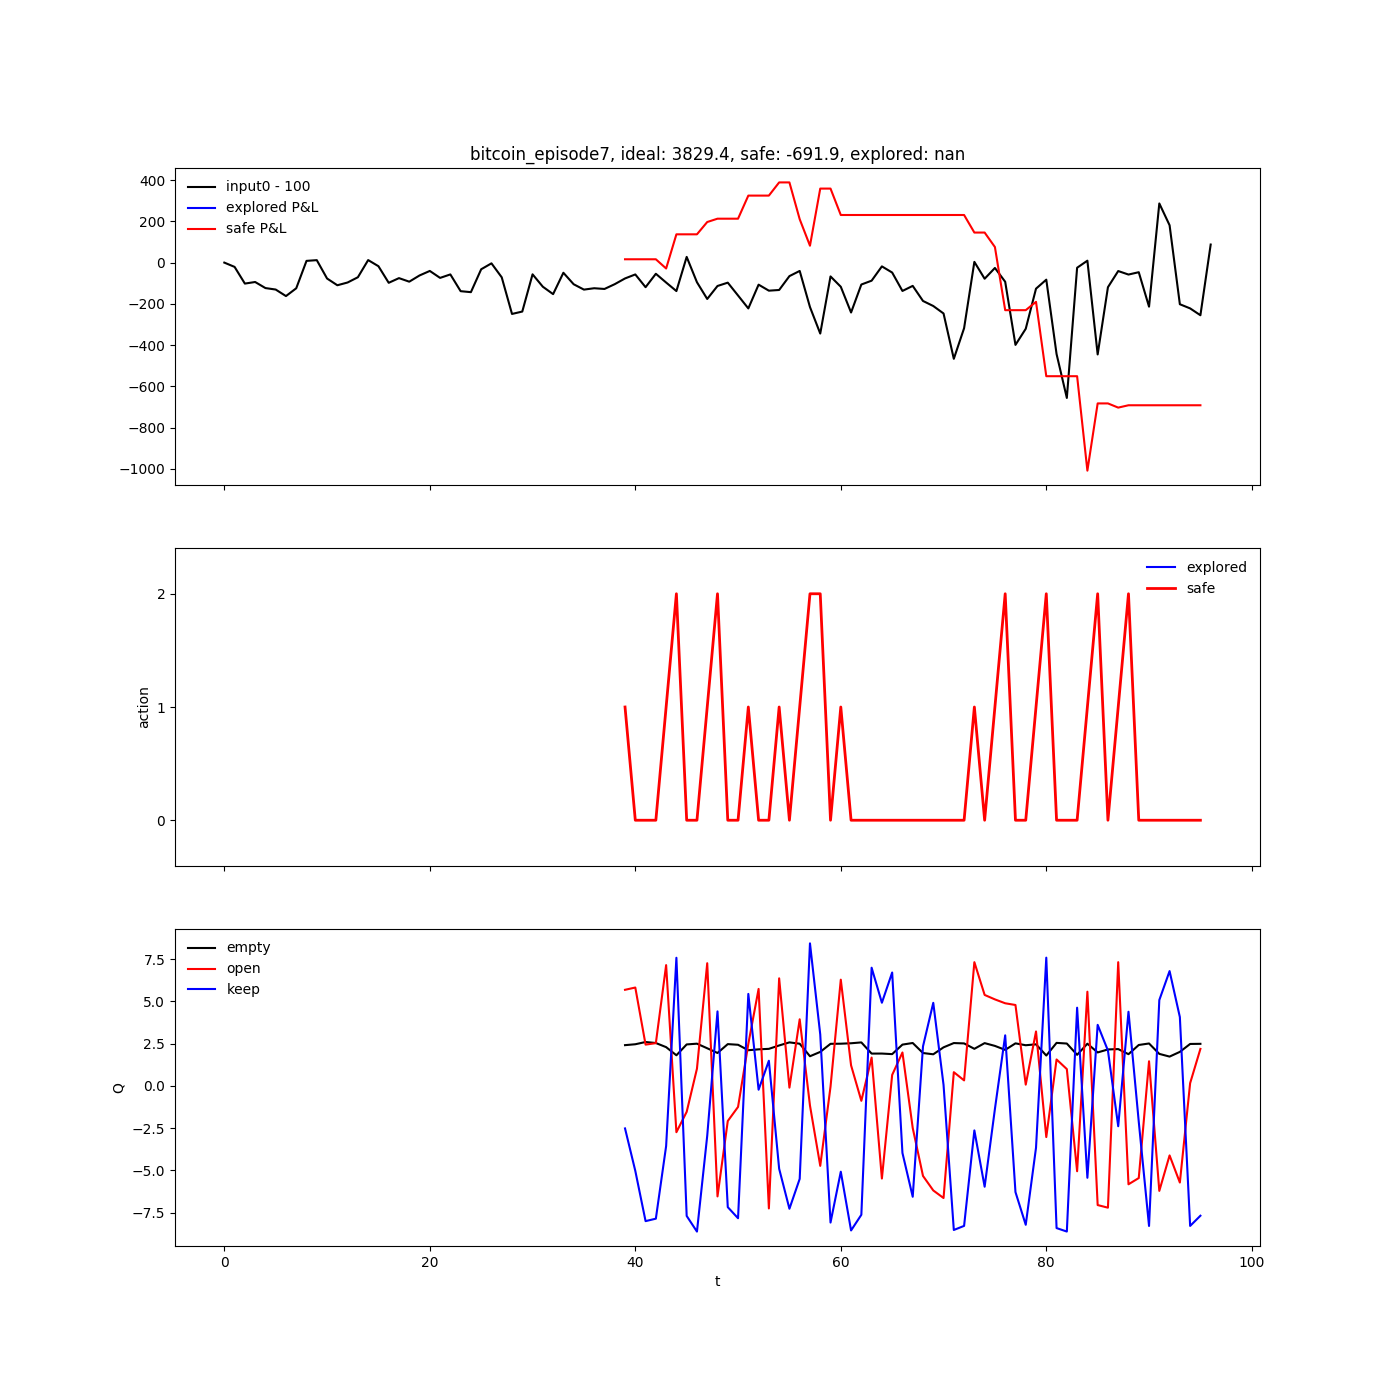 bitcoin_episode7, ideal: 3829.4, safe: -691.9, explored: nan
400
200
0
−200
−400
−600
−800
−1000
input0 - 100
explored P&L
safe P&L
2
1
0
action
explored
safe
7.5
5.0
2.5
0.0
−2.5
−5.0
−7.5
Q
empty
open
keep
0 20 40 60 80 100
t